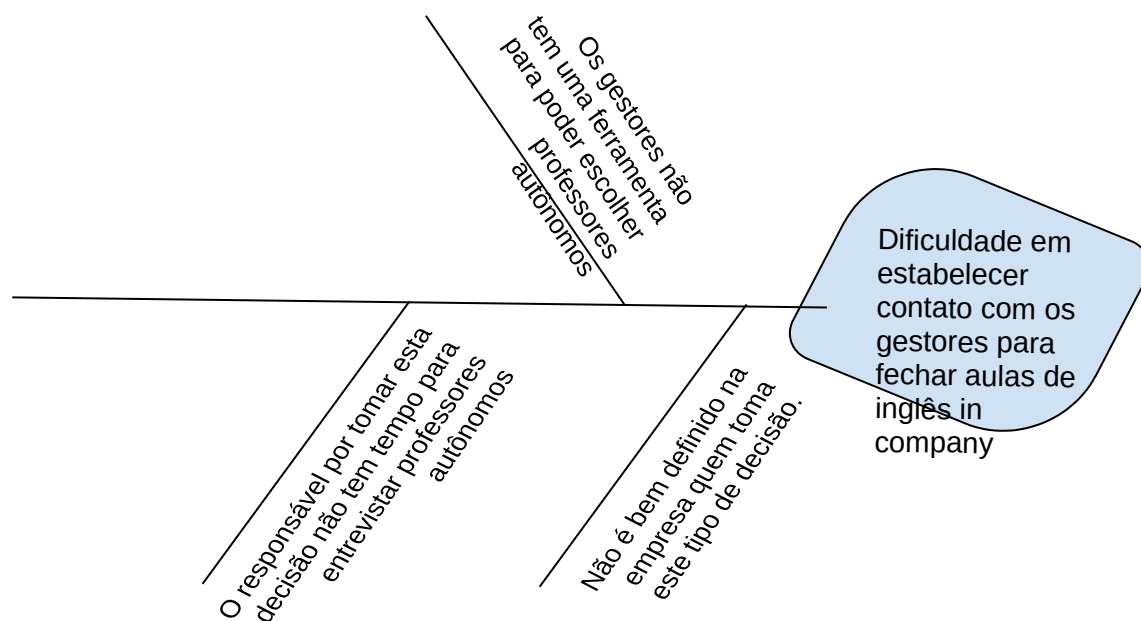 Os gestores não
tem uma ferramenta
para poder escolher
professores
autônomos
Dificuldade em
estabelecer
contato com os
gestores para
fechar aulas de
inglês in
company
O responsável por tomar esta
decisão não tem tempo para
entrevistar professores
autônomos
Não é bem definido na
empresa quem toma
este tipo de decisão.